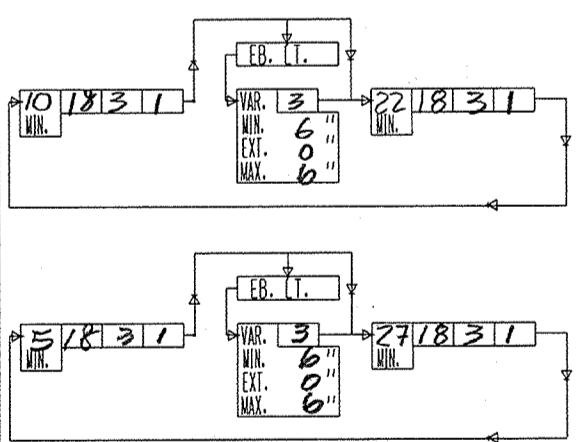 EB. LT.
10 18 3 1 VAR. 3 22 18 3 1
MIN. MIN. 6" MIN.
EXT. 0"
MAX. 6"
EB. LT.
5 18 3 1 VAR. 3 27 18 3 1
MIN. MIN. 6" MIN.
EXT. 0"
MAX. 6"